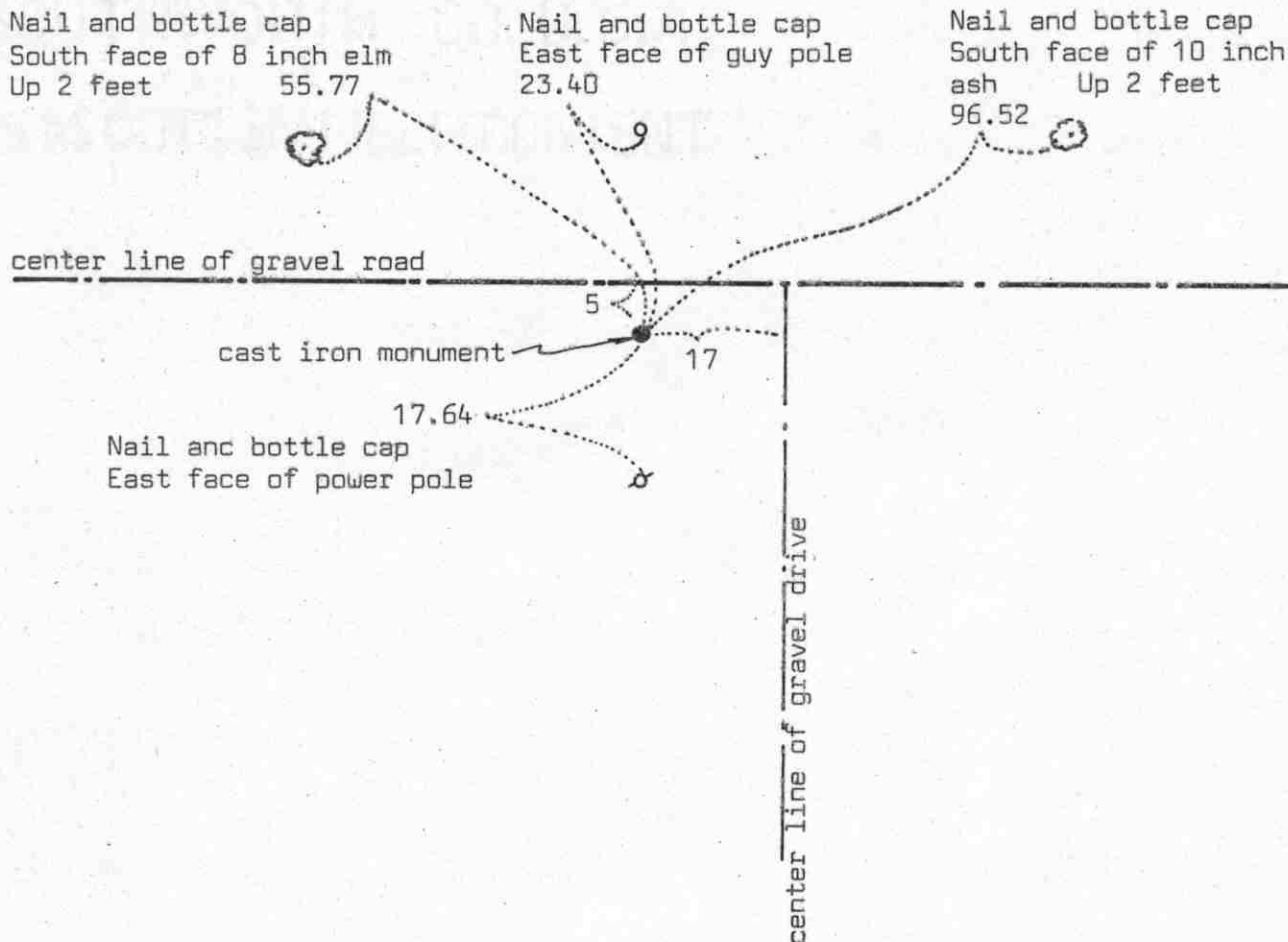 Nail and bottle cap
South face of 8 inch elm
Up 2 feet 55.77
Nail and bottle cap
East face of guy pole
23.40
Nail and bottle cap
South face of 10 inch
ash Up 2 feet
96.52
center line of gravel road
5
cast iron monument
17
17.64
Nail anc bottle cap
East face of power pole
center line of gravel drive